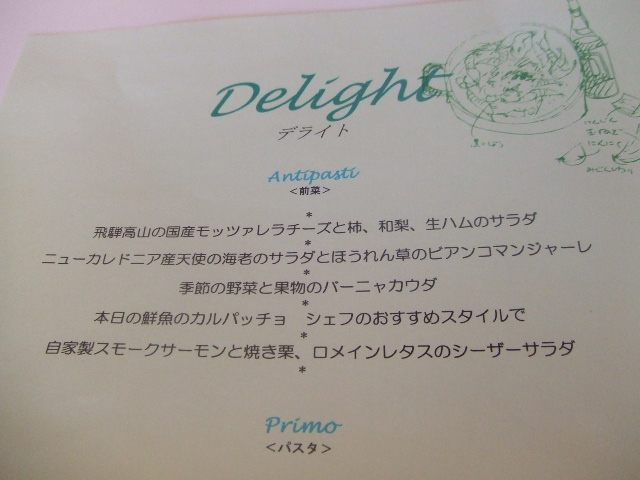 Delight
デライト
Antipasti
<前菜>
*
飛騨高山の国産モッツァレラチーズと柿、和梨、生ハムのサラダ
*
ニューカレドニア産天使の海老のサラダとほうれん草のビアンコマンジャーレ
*
季節の野菜と果物のバーニャカウダ
*
本日の鮮魚のカルパッチョ シェフのおすすめスタイルで
*
自家製スモークサーモンと焼き栗、ロメインレタスのシーザーサラダ
*
Primo
<パスタ>